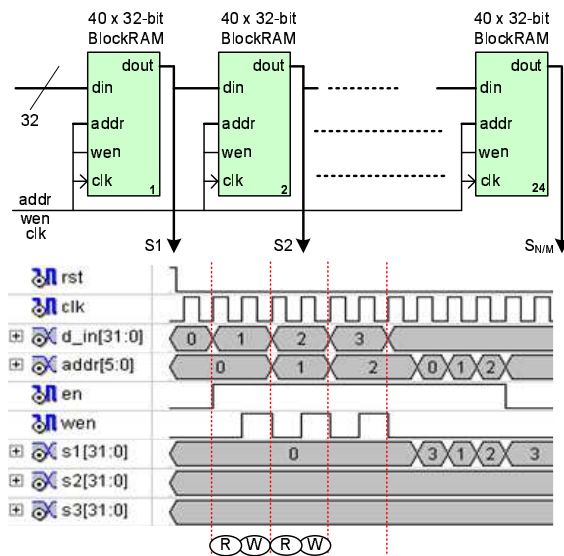 40 x 32-bit
BlockRAM
40 x 32-bit
BlockRAM
40 x 32-bit
BlockRAM
dout
din
addr
wen
clk
1
dout
din
addr
wen
clk
2
dout
din
addr
wen
clk
24
32
addr
wen
clk
S1
S2
SN/M
rst
clk
d_in[31:0] 0 1 2 3
addr[5:0] 0 1 2 0 1 2
en
wen
s1[31:0] 0 3 1 2 3
s2[31:0]
s3[31:0]
R W R W